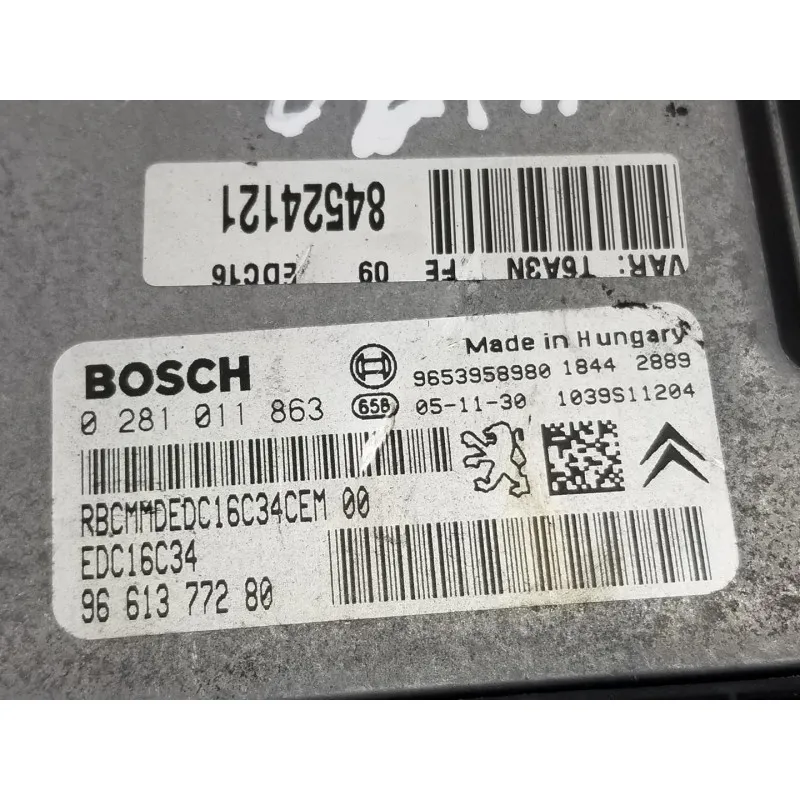 84524121
VAR: T6A3N FE 09 EDC16
BOSCH
Made in Hungary
9653958980 1844 2889
0 281 011 863
658 05-11-30 1039S11204
RBCMMDEDC16C34CEM 00
EDC16C34
96 613 772 80